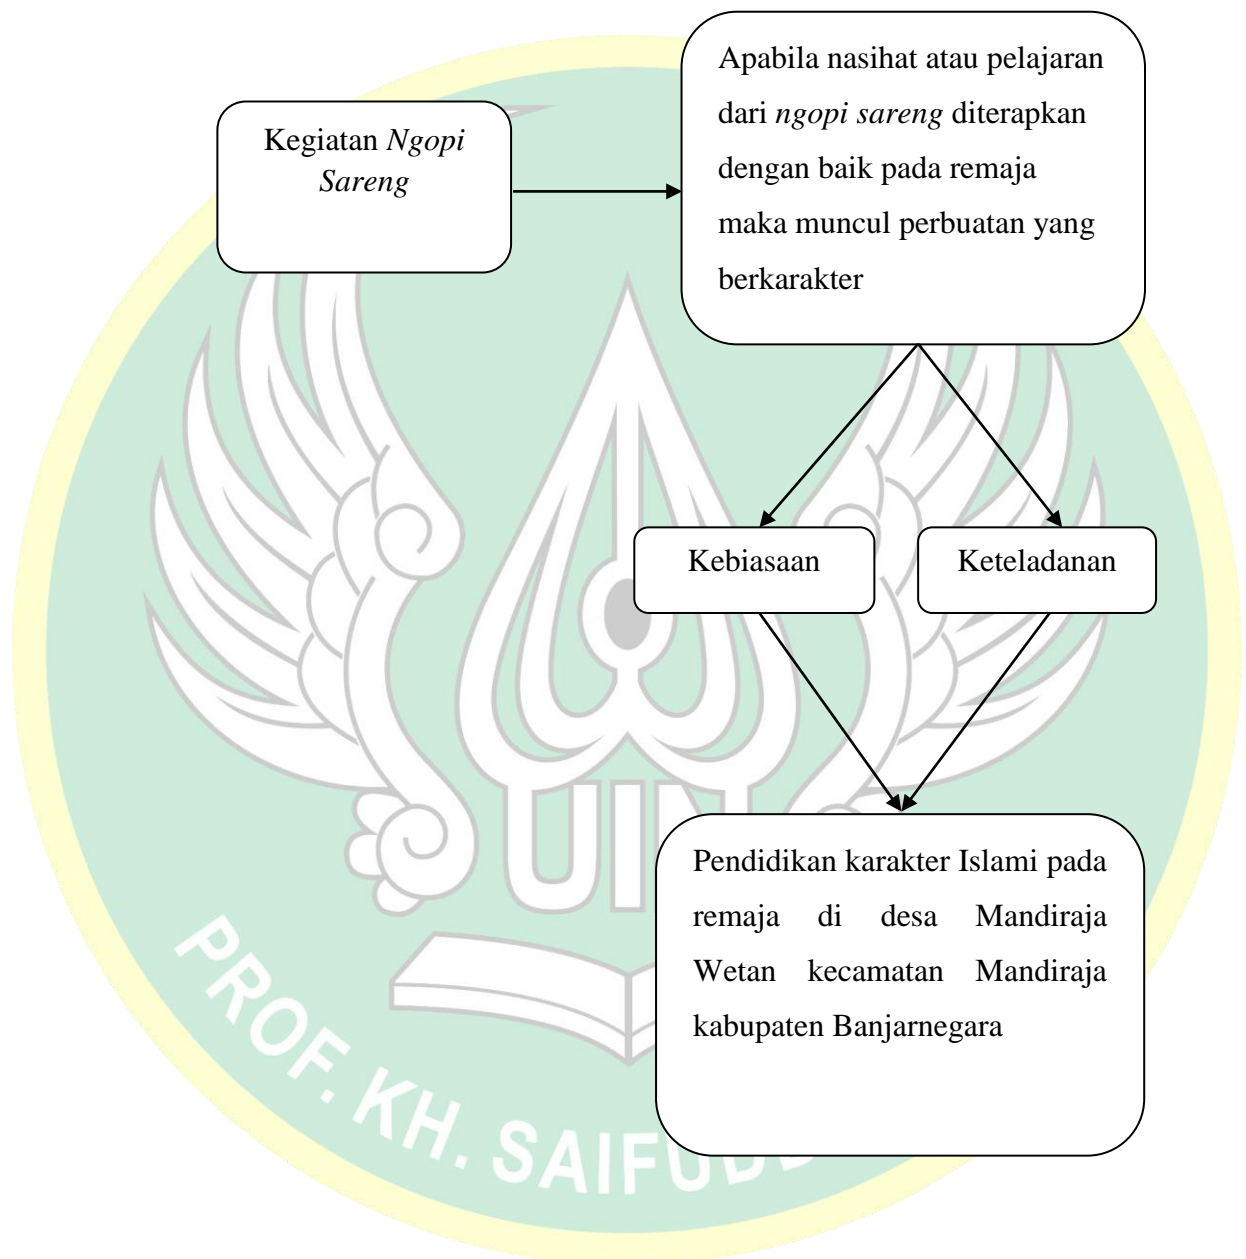 Kegiatan Ngopi
Sareng
Apabila nasihat atau pelajaran
dari ngopi sareng diterapkan
dengan baik pada remaja
maka muncul perbuatan yang
berkarakter
Kebiasaan
Keteladanan
Pendidikan karakter Islami pada
remaja di desa Mandiraja
Wetan kecamatan Mandiraja
kabupaten Banjarnegara
UIN
PROF. KH. SAIFUDD